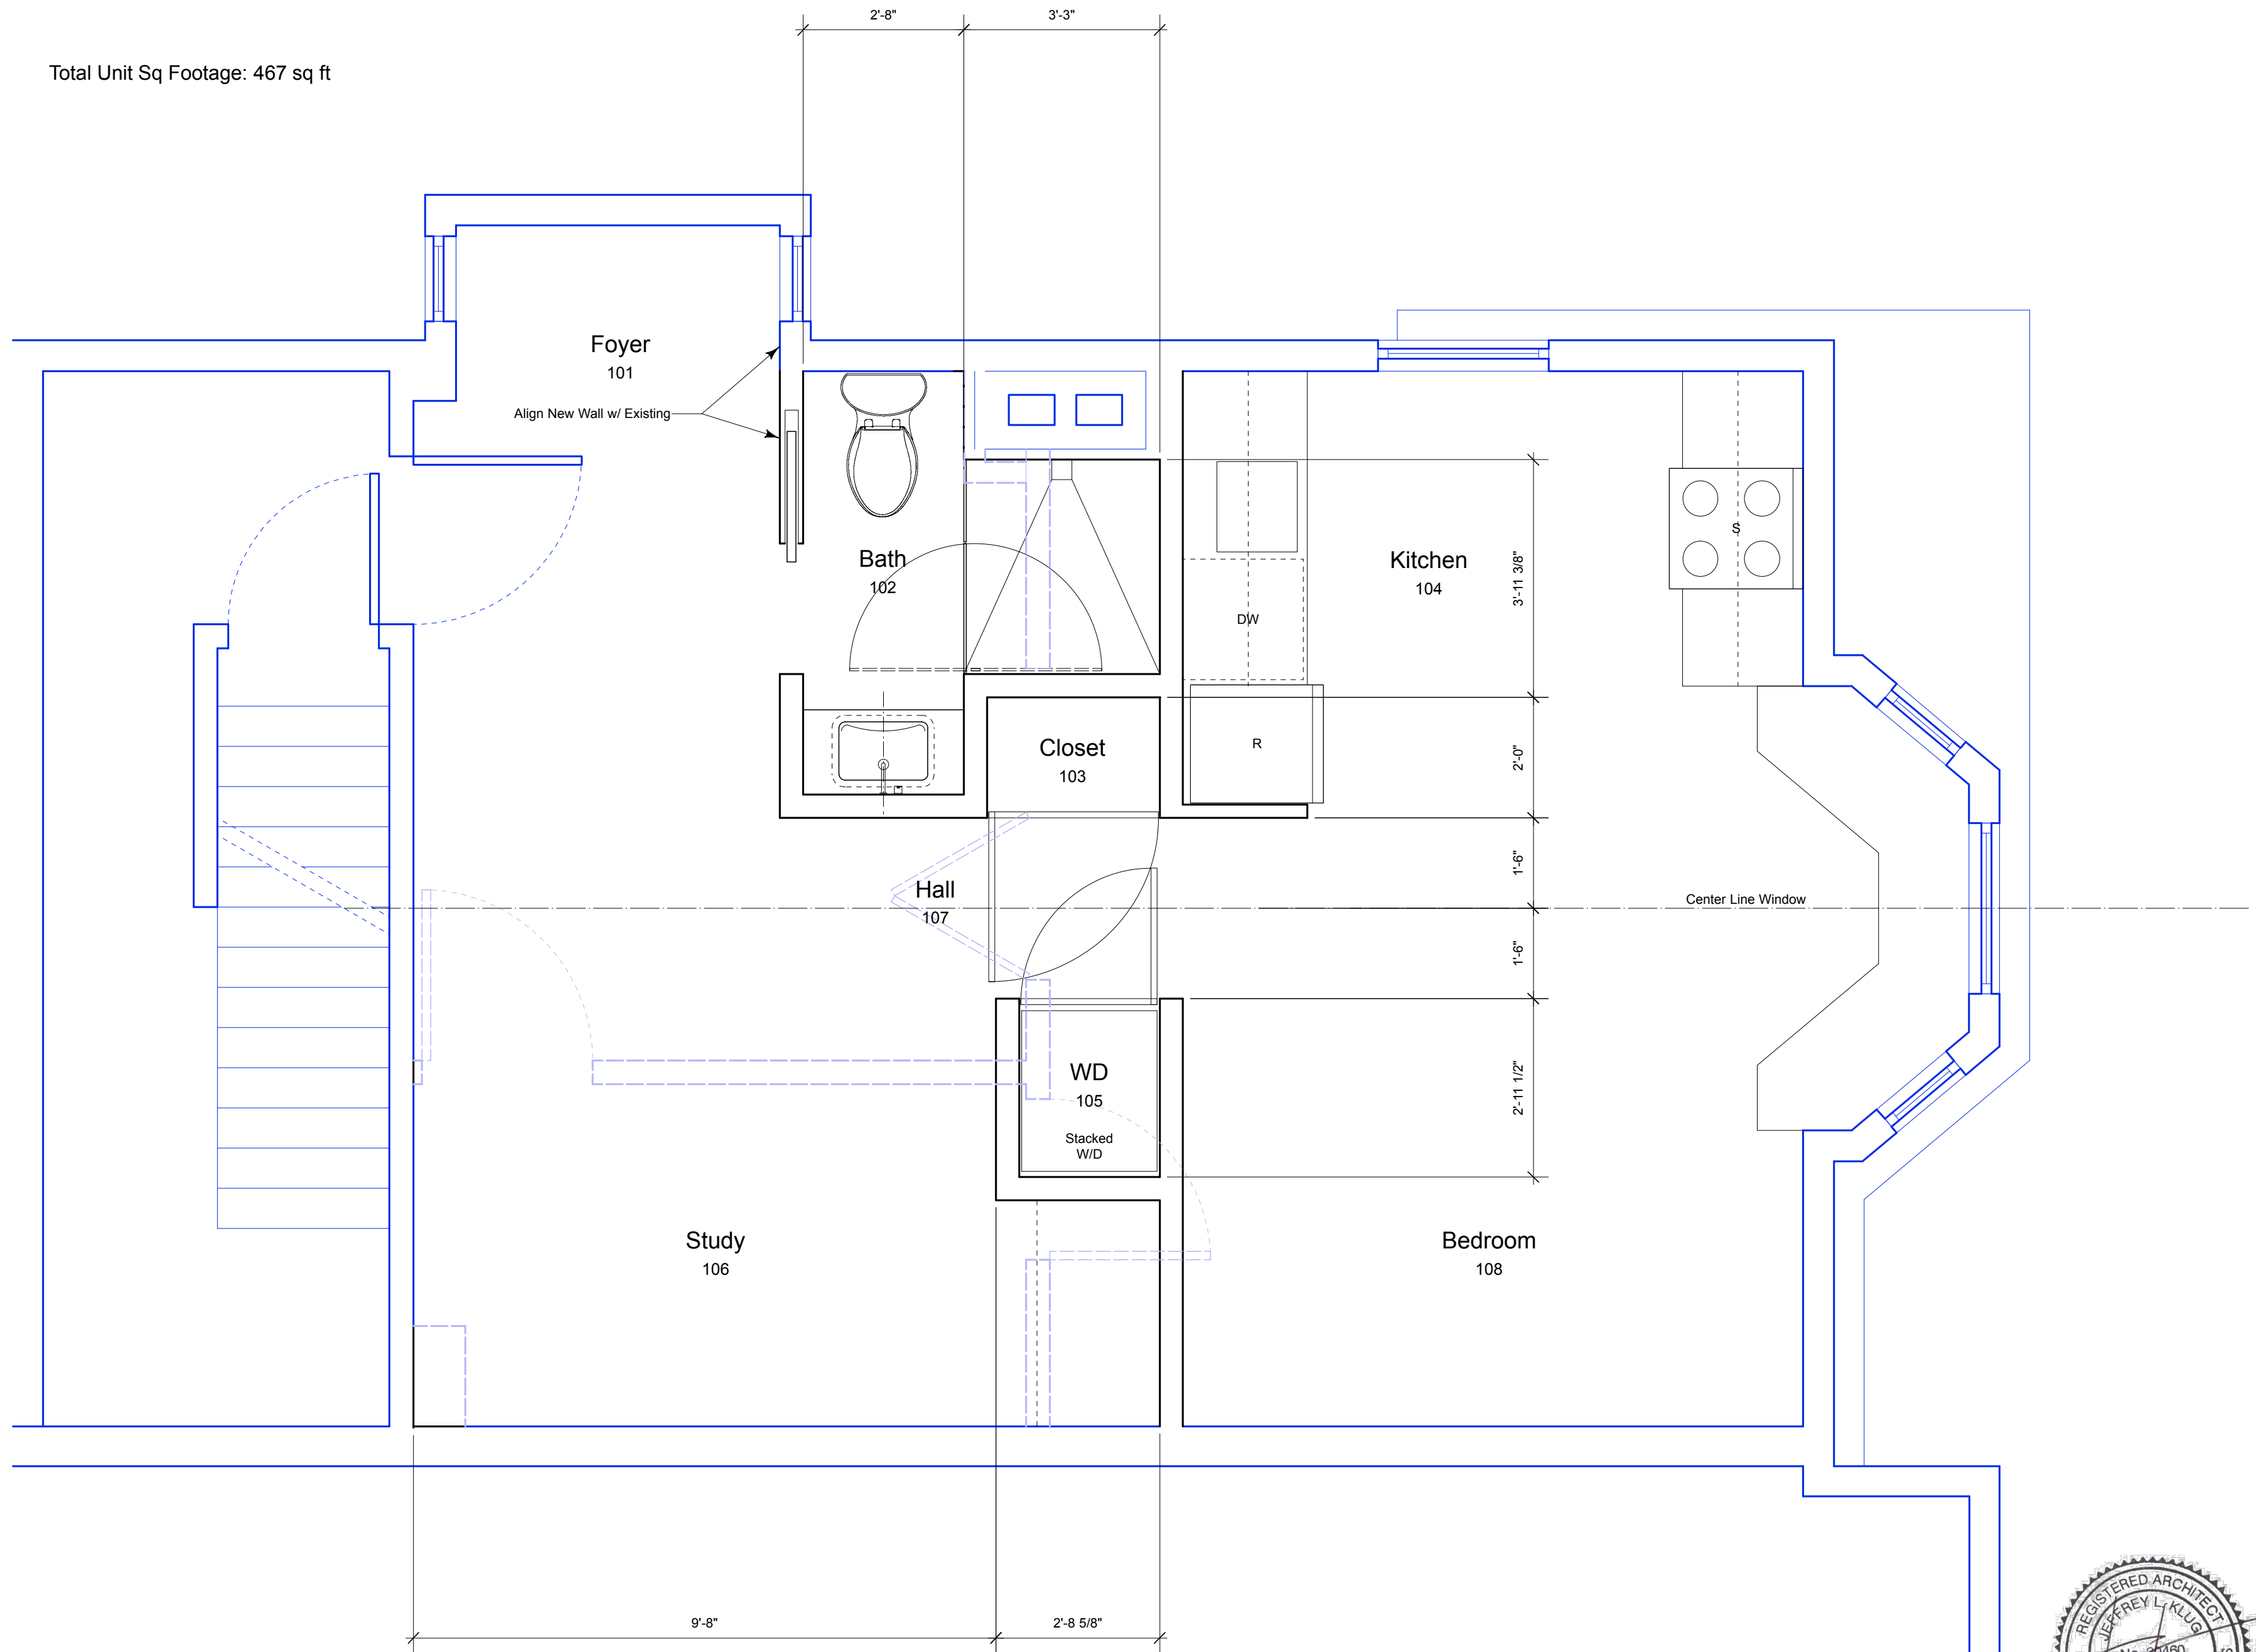 2'-8"
3'-3"
Total Unit Sq Footage: 467 sq ft
Foyer
101
Align New Wall w/ Existing
Bath
102
Kitchen
104
S
3'-11 3/8"
DW
Closet
103
R
2'-0"
Hall
107
1'-6"
Center Line Window
1'-6"
WD
105
Stacked
W/D
2'-11 1/2"
Study
106
Bedroom
108
9'-8"
2'-8 5/8"
REGISTERED ARCHITECT
JEFFREY L. KLUG